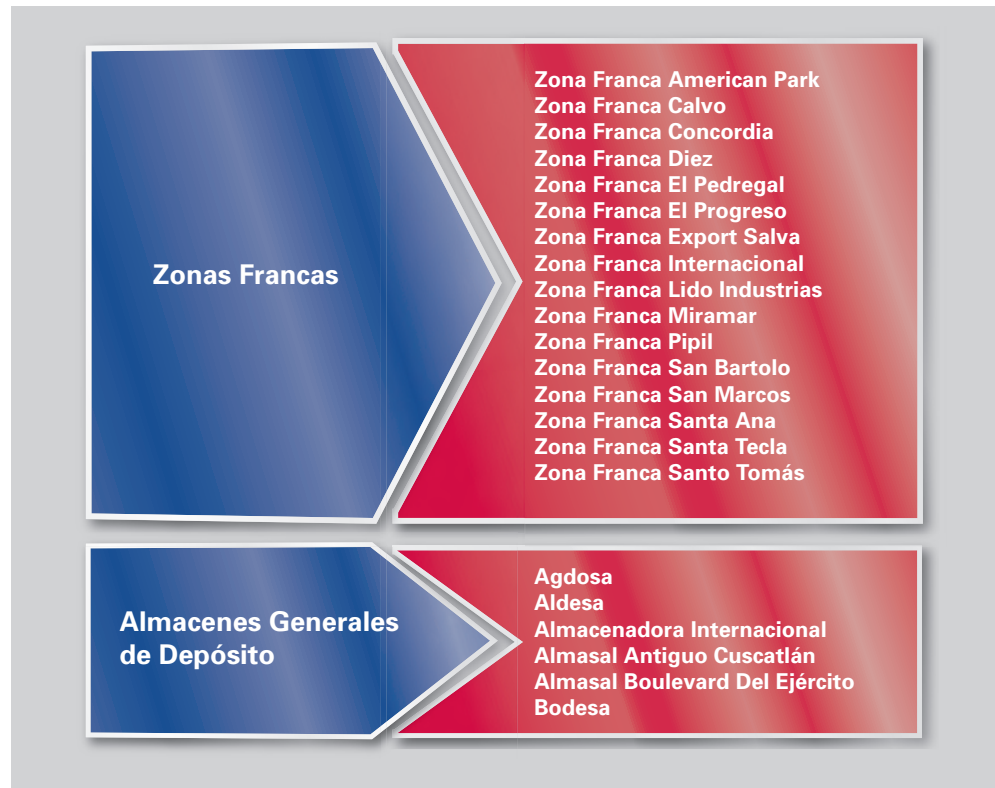 Zonas Francas
Zona Franca American Park
Zona Franca Calvo
Zona Franca Concordia
Zona Franca Diez
Zona Franca El Pedregal
Zona Franca El Progreso
Zona Franca Export Salva
Zona Franca Internacional
Zona Franca Lido Industrias
Zona Franca Miramar
Zona Franca Pipil
Zona Franca San Bartolo
Zona Franca San Marcos
Zona Franca Santa Ana
Zona Franca Santa Tecla
Zona Franca Santo Tomás
Almacenes Generales
de Depósito
Agdosa
Aldesa
Almacenadora Internacional
Almasal Antiguo Cuscatlán
Almasal Boulevard Del Ejército
Bodesa